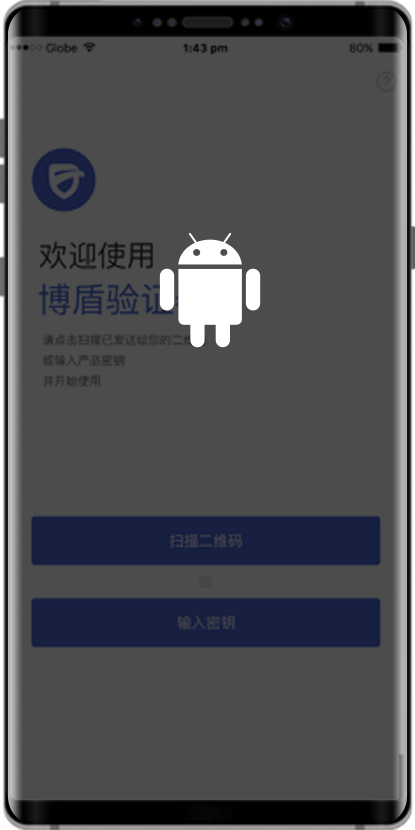 Globe
1:43 pm
80%
?
欢迎使用
博盾验证
请点击扫描已发送给您的二维
或输入产品密钥
并开始使用
扫描二维码
或
输入密钥